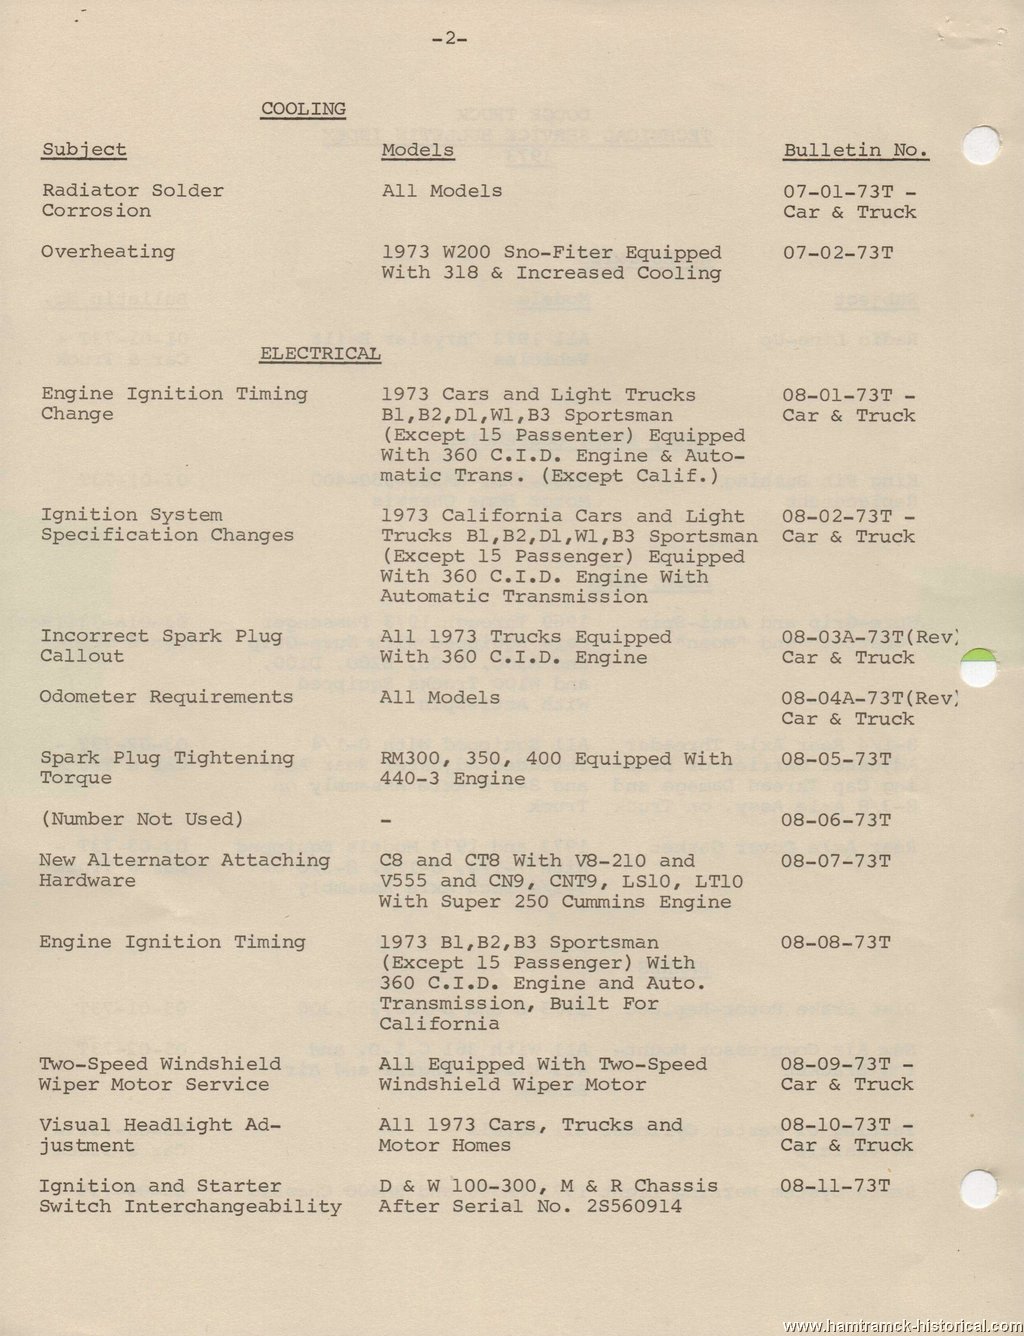 -2-
COOLING
Subject Models Bulletin No.
Radiator Solder All Models 07-01-73T -
Corrosion Car & Truck
Overheating 1973 W200 Sno-Fiter Equipped 07-02-73T
With 318 & Increased Cooling
ELECTRICAL
Engine Ignition Timing 1973 Cars and Light Trucks 08-01-73T -
Change B1,B2,D1,W1,B3 Sportsman Car & Truck
(Except 15 Passenter) Equipped
With 360 C.I.D. Engine & Auto-
matic Trans. (Except Calif.)
Ignition System 1973 California Cars and Light 08-02-73T -
Specification Changes Trucks B1,B2,D1,W1,B3 Sportsman Car & Truck
(Except 15 Passenger) Equipped
With 360 C.I.D. Engine With
Automatic Transmission
Incorrect Spark Plug All 1973 Trucks Equipped 08-03A-73T(Rev)
Callout With 360 C.I.D. Engine Car & Truck
Odometer Requirements All Models 08-04A-73T(Rev)
Car & Truck
Spark Plug Tightening RM300, 350, 400 Equipped With 08-05-73T
Torque 440-3 Engine
(Number Not Used) - 08-06-73T
New Alternator Attaching C8 and CT8 With V8-210 and 08-07-73T
Hardware V555 and CN9, CNT9, LS10, LT10
With Super 250 Cummins Engine
Engine Ignition Timing 1973 B1,B2,B3 Sportsman 08-08-73T
(Except 15 Passenger) With
360 C.I.D. Engine and Auto.
Transmission, Built For
California
Two-Speed Windshield All Equipped With Two-Speed 08-09-73T -
Wiper Motor Service Windshield Wiper Motor Car & Truck
Visual Headlight Ad- All 1973 Cars, Trucks and 08-10-73T -
justment Motor Homes Car & Truck
Ignition and Starter D & W 100-300, M & R Chassis 08-11-73T
Switch Interchangeability After Serial No. 2S560914
www.hamtramck-historical.com